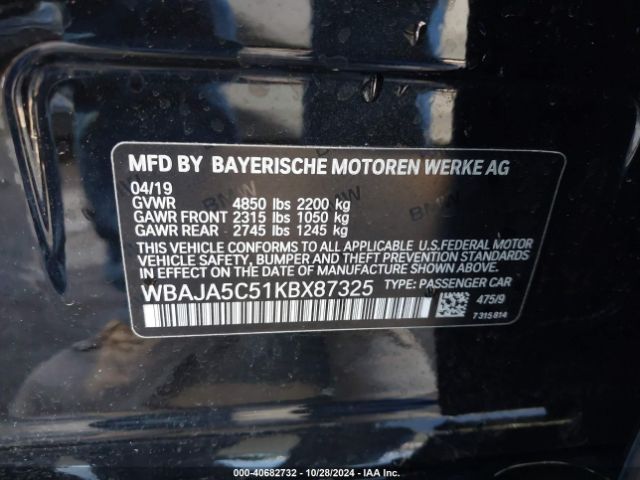 MFD BY BAYERISCHE MOTOREN WERKE AG
04/19
GVWR 4850 lbs 2200 kg
GAWR FRONT 2315 lbs 1050 kg
GAWR REAR 2745 lbs 1245 kg
THIS VEHICLE CONFORMS TO ALL APPLICABLE U.S.FEDERAL MOTOR
VEHICLE SAFETY, BUMPER AND THEFT PREVENTION STANDARDS
IN EFFECT ON THE DATE OF MANUFACTURE SHOWN ABOVE.
WBAJA5C51KBX87325 TYPE: PASSENGER CAR
475/9
7315814
000-40682732 - 10/28/2024 - IAA Inc.